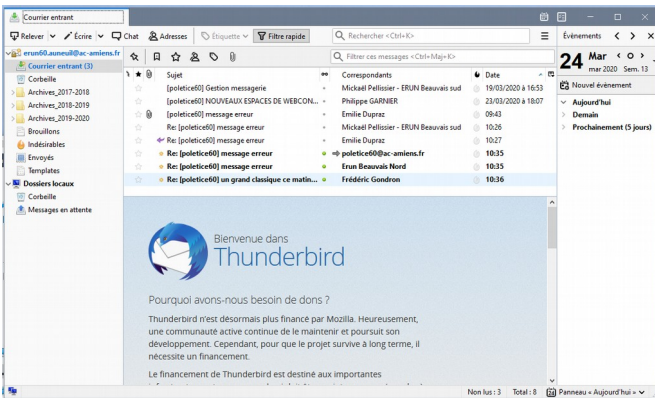 Courrier entrant
Relever Écrire Chat Adresses Étiquette Filtre rapide Rechercher <Ctrl+K>
Évènements
erun60.auneuil@ac-amiens.fr
Courrier entrant (3)
Corbeille
Archives_2017-2018
Archives_2018-2019
Archives_2019-2020
Brouillons
Indésirables
Envoyés
Templates
Dossiers locaux
Corbeille
Messages en attente
Filtrer ces messages <Ctrl+Maj+K>
Sujet Correspondants Date
[poletice60] Gestion messagerie Mickaël Pellissier - ERUN Beauvais sud 19/03/2020 à 16:53
[poletice60] NOUVEAUX ESPACES DE WEBCON... Philippe GARNIER 23/03/2020 à 18:07
[poletice60] message erreur Emilie Dupraz 09:43
Re: [poletice60] message erreur Mickaël Pellissier - ERUN Beauvais sud 10:26
Re: [poletice60] message erreur Emilie Dupraz 10:27
Re: [poletice60] message erreur poletice60@ac-amiens.fr 10:35
Re: [poletice60] message erreur Erun Beauvais Nord 10:35
Re: [poletice60] un grand classique ce matin... Frédéric Gondron 10:36
Bienvenue dans
Thunderbird
Pourquoi avons-nous besoin de dons ?
Thunderbird n'est désormais plus financé par Mozilla. Heureusement,
une communauté active continue de le maintenir et poursuit son
développement. Cependant, pour que le projet survive à long terme, il
nécessite un financement.
Le financement de Thunderbird est destiné aux importantes
24 Mar
mar 2020 Sem. 13
Nouvel évènement
Aujourd'hui
Demain
Prochainement (5 jours)
Non lus : 3 Total : 8 Panneau « Aujourd'hui »